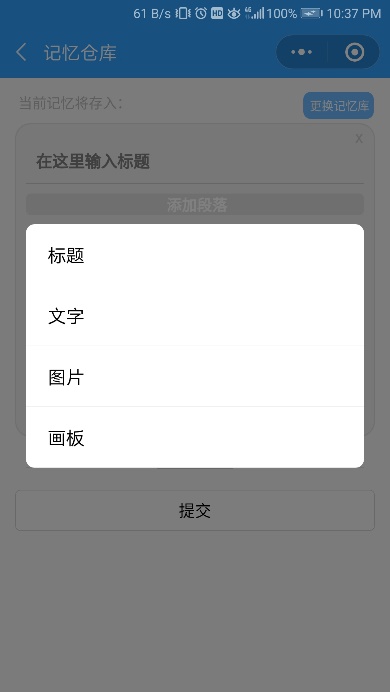 61 B/s HD 4G 100% 10:37 PM
记忆仓库
当前记忆将存入：
更换记忆库
X
在这里输入标题
添加段落
标题
文字
图片
画板
提交